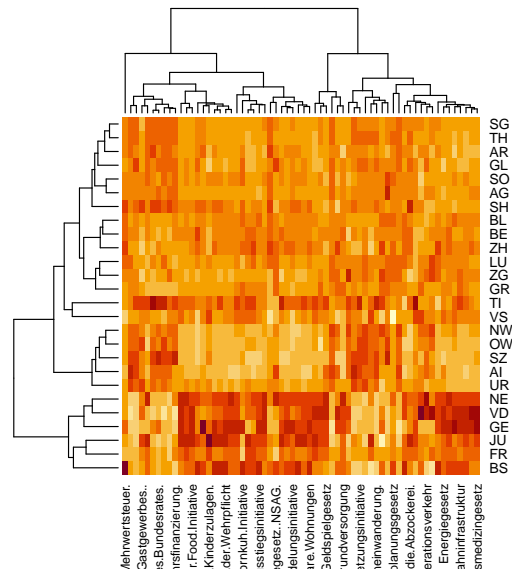 SG
TH
AR
GL
SO
AG
SH
BL
BE
ZH
LU
ZG
GR
TI
VS
NW
OW
SZ
AI
UR
NE
VD
GE
JU
FR
BS
Mehrwertsteuer.
Gastgewerbes..
es.Bundesrates.
rsfinanzierung.
r.Food.Initiative
Kinderzulagen.
der.Wehrpflicht
ornkuh.Initiative
sstiegsinitiative
gesetz..NSAG.
delungsinitiative
are.Wohnungen
Geldspielgesetz
rundversorgung
etzungsinitiative
neinwanderung.
planungsgesetz
die.Abzockerei.
erationsverkehr
Energiegesetz
ahninfrastruktur
smedizingesetz